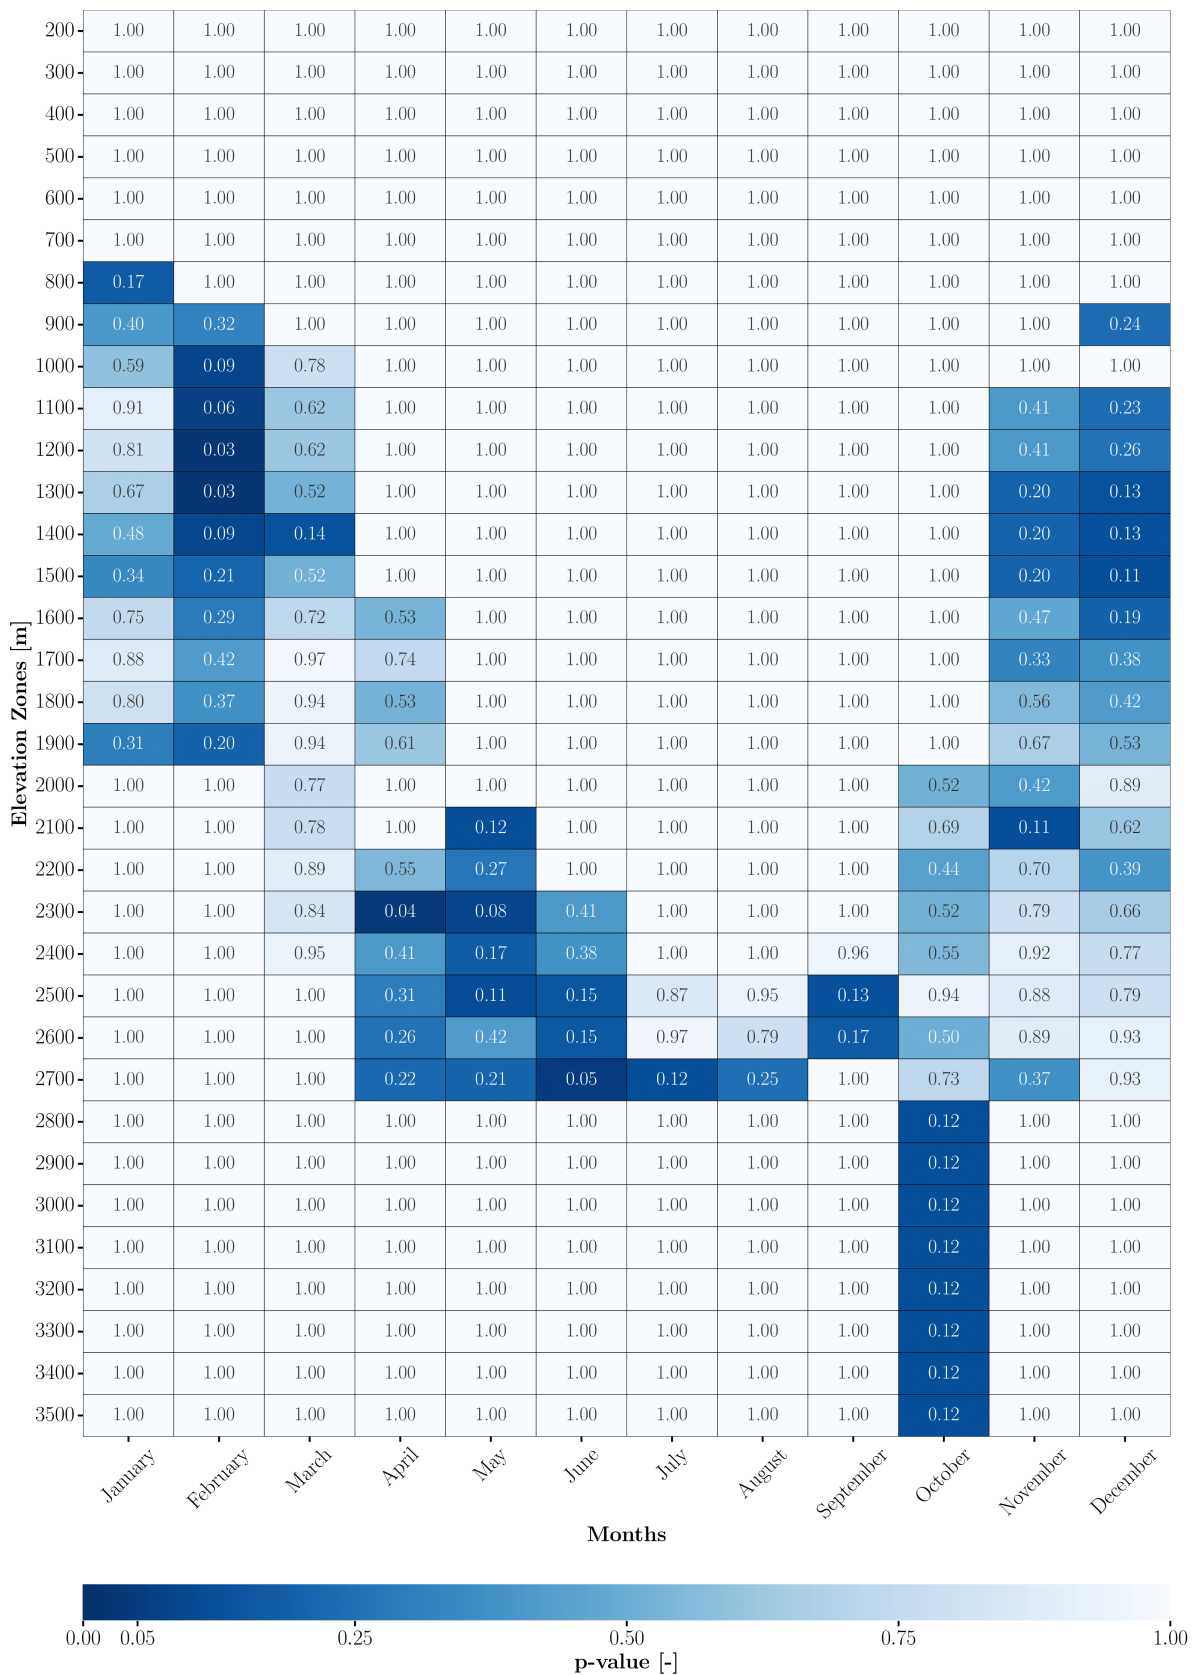 200 1.00 1.00 1.00 1.00 1.00 1.00 1.00 1.00 1.00 1.00 1.00 1.00
300 1.00 1.00 1.00 1.00 1.00 1.00 1.00 1.00 1.00 1.00 1.00 1.00
400 1.00 1.00 1.00 1.00 1.00 1.00 1.00 1.00 1.00 1.00 1.00 1.00
500 1.00 1.00 1.00 1.00 1.00 1.00 1.00 1.00 1.00 1.00 1.00 1.00
600 1.00 1.00 1.00 1.00 1.00 1.00 1.00 1.00 1.00 1.00 1.00 1.00
700 1.00 1.00 1.00 1.00 1.00 1.00 1.00 1.00 1.00 1.00 1.00 1.00
800 0.17 1.00 1.00 1.00 1.00 1.00 1.00 1.00 1.00 1.00 1.00 1.00
900 0.40 0.32 1.00 1.00 1.00 1.00 1.00 1.00 1.00 1.00 1.00 0.24
1000 0.59 0.09 0.78 1.00 1.00 1.00 1.00 1.00 1.00 1.00 1.00 1.00
1100 0.91 0.06 0.62 1.00 1.00 1.00 1.00 1.00 1.00 1.00 0.41 0.23
1200 0.81 0.03 0.62 1.00 1.00 1.00 1.00 1.00 1.00 1.00 0.41 0.26
1300 0.67 0.03 0.52 1.00 1.00 1.00 1.00 1.00 1.00 1.00 0.20 0.13
1400 0.48 0.09 0.14 1.00 1.00 1.00 1.00 1.00 1.00 1.00 0.20 0.13
1500 0.34 0.21 0.52 1.00 1.00 1.00 1.00 1.00 1.00 1.00 0.20 0.11
1600 0.75 0.29 0.72 0.53 1.00 1.00 1.00 1.00 1.00 1.00 0.47 0.19
1700 0.88 0.42 0.97 0.74 1.00 1.00 1.00 1.00 1.00 1.00 0.33 0.38
1800 0.80 0.37 0.94 0.53 1.00 1.00 1.00 1.00 1.00 1.00 0.56 0.42
1900 0.31 0.20 0.94 0.61 1.00 1.00 1.00 1.00 1.00 1.00 0.67 0.53
2000 1.00 1.00 0.77 1.00 1.00 1.00 1.00 1.00 1.00 0.52 0.42 0.89
2100 1.00 1.00 0.78 1.00 0.12 1.00 1.00 1.00 1.00 0.69 0.11 0.62
2200 1.00 1.00 0.89 0.55 0.27 1.00 1.00 1.00 1.00 0.44 0.70 0.39
2300 1.00 1.00 0.84 0.04 0.08 0.41 1.00 1.00 1.00 0.52 0.79 0.66
2400 1.00 1.00 0.95 0.41 0.17 0.38 1.00 1.00 0.96 0.55 0.92 0.77
2500 1.00 1.00 1.00 0.31 0.11 0.15 0.87 0.95 0.13 0.94 0.88 0.79
2600 1.00 1.00 1.00 0.26 0.42 0.15 0.97 0.79 0.17 0.50 0.89 0.93
2700 1.00 1.00 1.00 0.22 0.21 0.05 0.12 0.25 1.00 0.73 0.37 0.93
2800 1.00 1.00 1.00 1.00 1.00 1.00 1.00 1.00 1.00 0.12 1.00 1.00
2900 1.00 1.00 1.00 1.00 1.00 1.00 1.00 1.00 1.00 0.12 1.00 1.00
3000 1.00 1.00 1.00 1.00 1.00 1.00 1.00 1.00 1.00 0.12 1.00 1.00
3100 1.00 1.00 1.00 1.00 1.00 1.00 1.00 1.00 1.00 0.12 1.00 1.00
3200 1.00 1.00 1.00 1.00 1.00 1.00 1.00 1.00 1.00 0.12 1.00 1.00
3300 1.00 1.00 1.00 1.00 1.00 1.00 1.00 1.00 1.00 0.12 1.00 1.00
3400 1.00 1.00 1.00 1.00 1.00 1.00 1.00 1.00 1.00 0.12 1.00 1.00
3500 1.00 1.00 1.00 1.00 1.00 1.00 1.00 1.00 1.00 0.12 1.00 1.00
Elevation Zones [m]
January February March April May June July August September October November December
Months
0.00 0.05 0.25 0.50 0.75 1.00
p-value [-]